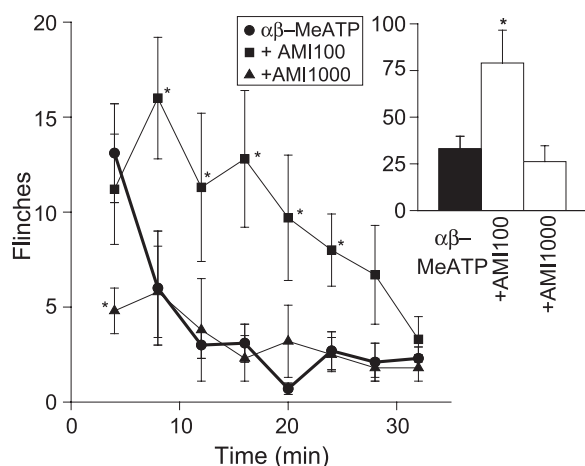 αβ–MeATP
+ AMI100
+AMI1000
Flinches
20
15
10
5
0
*
*
*
*
*
*
*
0
10
20
30
Time (min)
100
75
50
25
0
*
αβ–
MeATP
+AMI100
+AMI1000